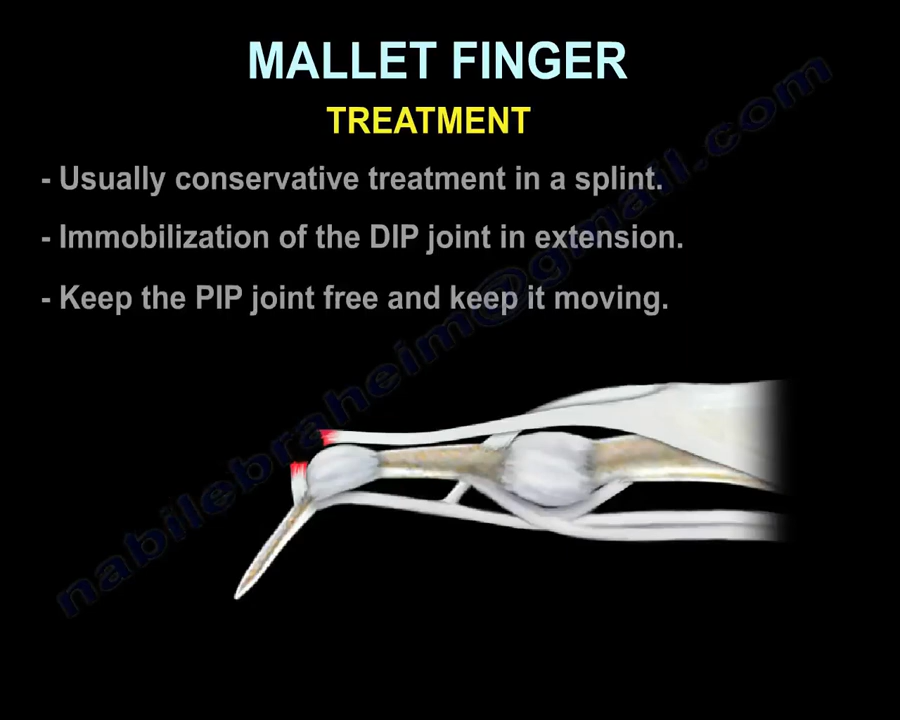 MALLET FINGER
TREATMENT
- Usually conservative treatment in a splint.
- Immobilization of the DIP joint in extension.
- Keep the PIP joint free and keep it moving.
nabilebraheim@gmail.com